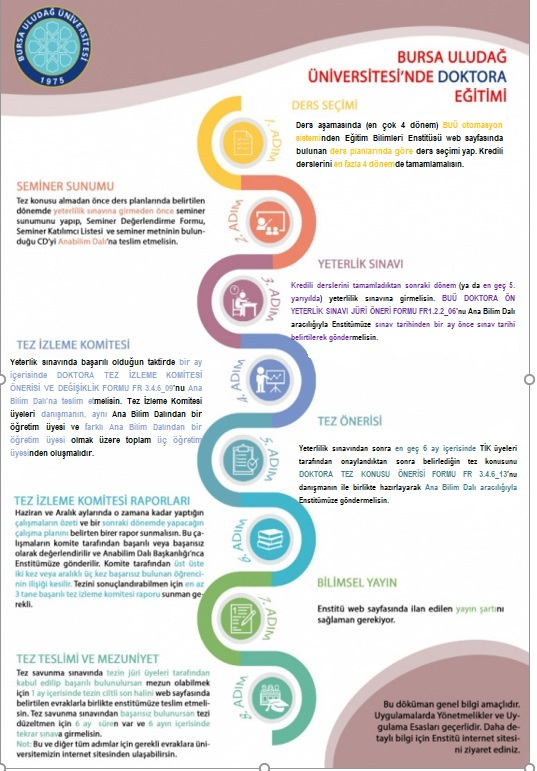 BURSA ULUDAĞ ÜNİVERSİTESİ
1975
BURSA ULUDAĞ
ÜNİVERSİTESİ'NDE DOKTORA
EĞİTİMİ
1. ADIM
DERS SEÇİMİ
Ders aşamasında (en çok 4 dönem) BUÜ otomasyon
sisteminden Eğitim Bilimleri Enstitüsü web sayfasında
bulunan ders planlarında göre ders seçimi yap. Kredili
derslerini en fazla 4 dönemde tamamlamalısın.
2. ADIM
SEMİNER SUNUMU
Tez konusu almadan önce ders planlarında belirtilen
dönemde yeterlilik sınavına girmeden önce seminer
sunumunu yapıp, Seminer Değerlendirme Formu,
Seminer Katılımcı Listesi ve seminer metninin bulun-
duğu CD'yi Anabilim Dalı'na teslim etmelisin.
3. ADIM
YETERLİK SINAVI
Kredili derslerini tamamladıktan sonraki dönem (ya da en geç 5.
yarıyılda) yeterlilik sınavına girmelisin. BUÜ DOKTORA ÖN
YETERLİK SINAVI JÜRİ ÖNERİ FORMU FR1.2.2_06'nu Ana Bilim Dalı
aracılığıyla Enstitümüze sınav tarihinden bir ay önce sınav tarihi
belirtilerek göndermelisin.
4. ADIM
TEZ İZLEME KOMİTESİ
Yeterlik sınavında başarılı olduğun taktirde bir ay
içerisinde DOKTORA TEZ İZLEME KOMİTESİ
ÖNERİSİ VE DEĞİŞİKLİK FORMU FR 3.4.6_09'nu Ana
Bilim Dalı'na teslim etmelisin. Tez İzleme Komitesi
üyeleri danışmanın, aynı Ana Bilim Dalından bir
öğretim üyesi ve farklı Ana Bilim Dalından bir
öğretim üyesi olmak üzere toplam üç öğretim
üyesinden oluşmalıdır.
5. ADIM
TEZ ÖNERİSİ
Yeterlilik sınavından sonra en geç 6 ay içerisinde TİK üyeleri
tarafından onaylandıktan sonra belirlediğin tez konusunu
DOKTORA TEZ KONUSU ÖNERİSİ FORMU FR 3.4.6_13'nu
danışmanın ile birlikte hazırlayarak Ana Bilim Dalı aracılığıyla
Enstitümüze göndermelisin.
6. ADIM
TEZ İZLEME KOMİTESİ RAPORLARI
Haziran ve Aralık aylarında o zamana kadar yaptığın
çalışmaların özeti ve bir sonraki dönemde yapacağın
çalışma planını belirten birer rapor sunmalısın. Bu ça-
lışmaların komite tarafından başarılı veya başarısız
olarak değerlendirilir ve Anabilim Dalı Başkanlığı'nca
Enstitümüze gönderilir. Komite tarafından üst üste
iki kez veya aralıklı üç kez başarısız bulunan öğrenci-
nin ilişiği kesilir. Tezini sonuçlandırabilmen için en az
3 tane başarılı tez izleme komitesi raporu sunman ge-
rekli.
7. ADIM
BİLİMSEL YAYIN
Enstitü web sayfasında ilan edilen yayın şartını
sağlaman gerekiyor.
8. ADIM
TEZ TESLİMİ VE MEZUNİYET
Tez savunma sınavında tezin jüri üyeleri tarafından
kabul edilip başarılı bulunulursan mezun olabilmek
için 1 ay içerisinde tezin ciltli son halini web sayfasında
belirtilen evraklarla birlikte enstitümüze teslim etmeli-
sin. Tez savunma sınavından başarısız bulunursan tezi
düzeltmen için 6 ay süren var ve 6 ayın içerisinde
tekrar sınava girmelisin.
Not: Bu ve diğer tüm adımlar için gerekli evraklara üni-
versitemizin internet sitesinden ulaşabilirsin.
Bu döküman genel bilgi amaçlıdır.
Uygulamalarda Yönetmelikler ve Uy-
gulama Esasları geçerlidir. Daha de-
taylı bilgi için Enstitü internet sitesi-
ni ziyaret ediniz.